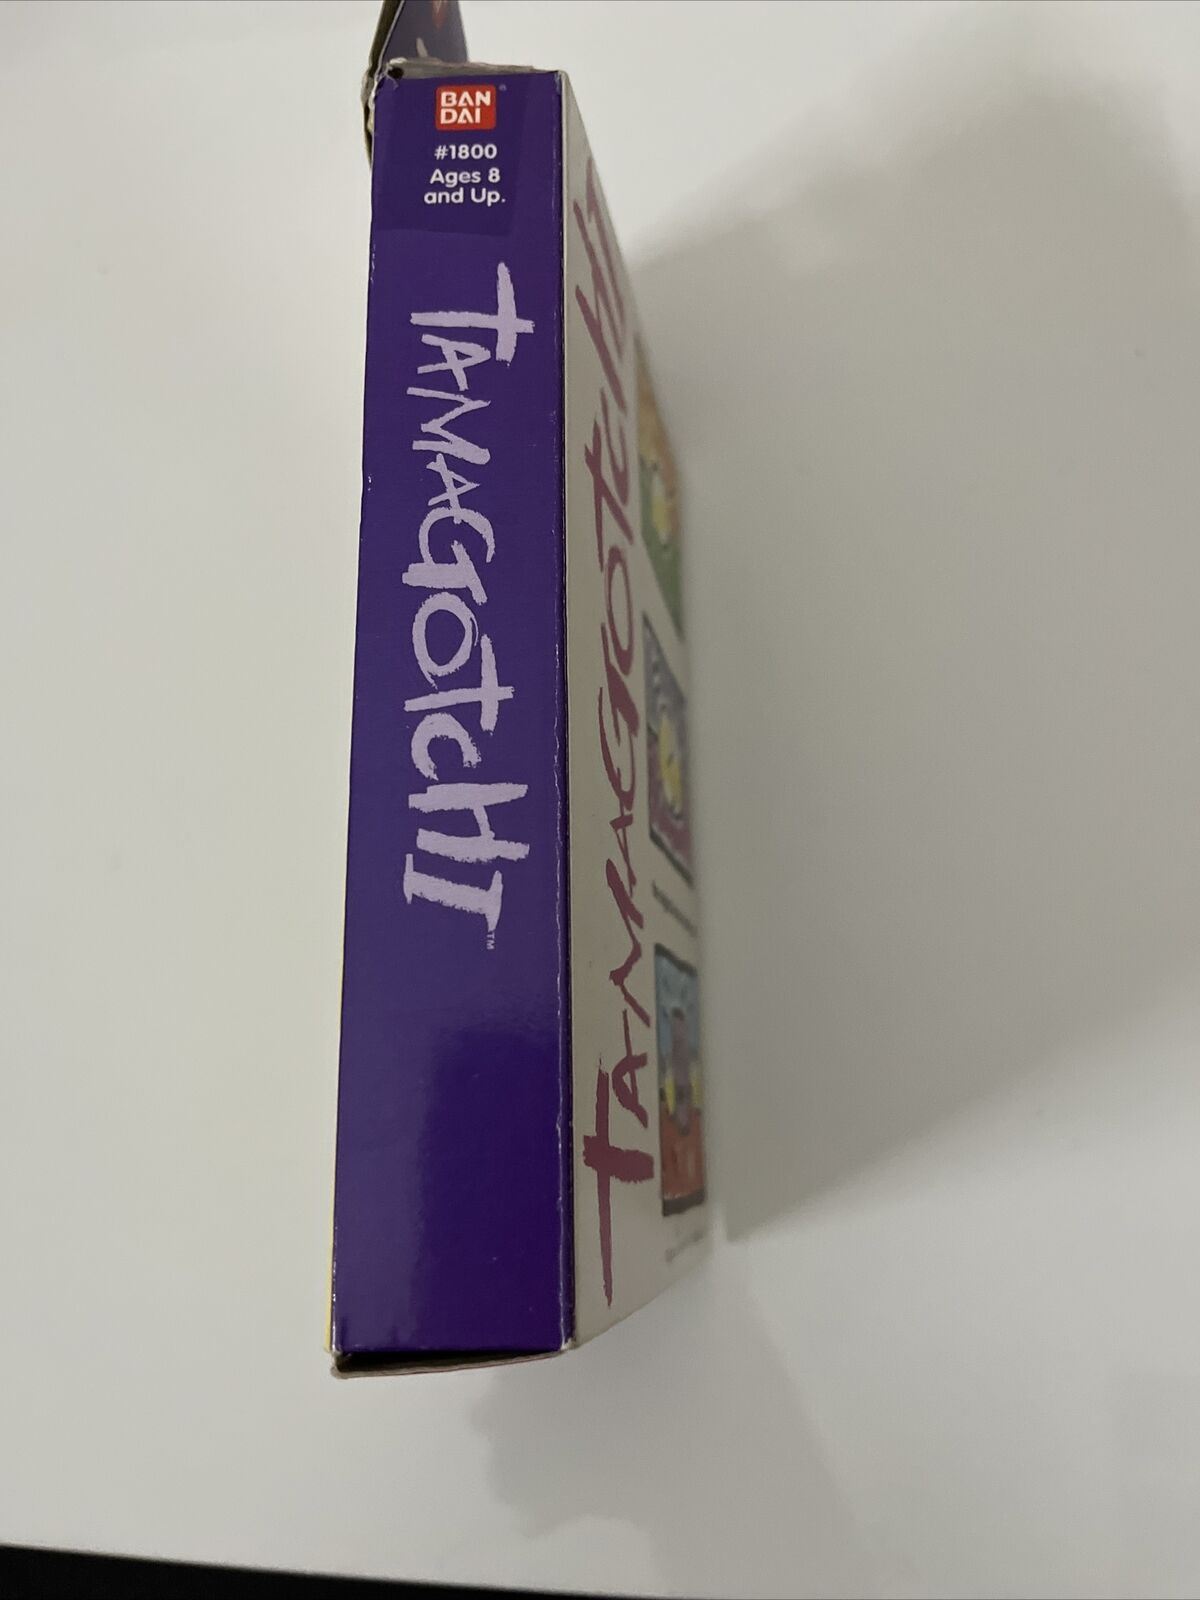 BAN
DAI®
#1800
Ages 8
and Up.
TAMAGOTCHI™
TAMAGOTCHI